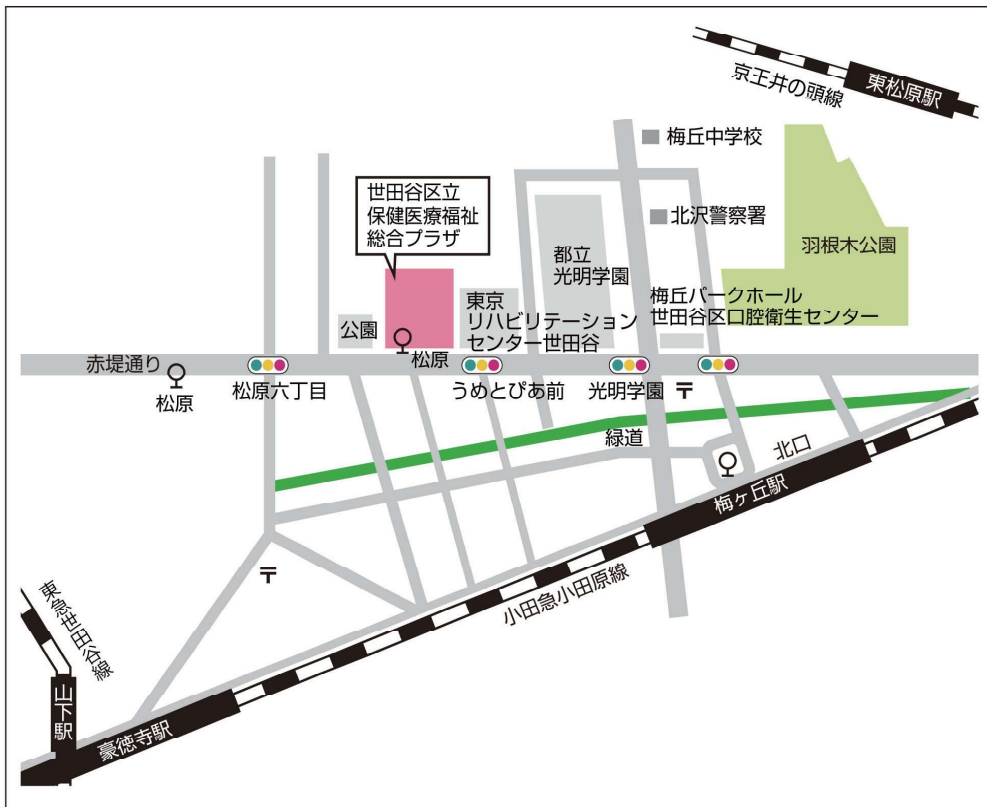 京王井の頭線
東松原駅
梅丘中学校
世田谷区立
保健医療福祉
総合プラザ
北沢警察署
羽根木公園
都立
光明学園
梅丘パークホール
世田谷区口腔衛生センター
東京
リハビリテーション
センター世田谷
公園
松原
赤堤通り
松原
松原六丁目
うめとぴあ前
光明学園
〒
緑道
北口
梅ヶ丘駅
〒
小田急小田原線
東急世田谷線
山下駅
豪徳寺駅